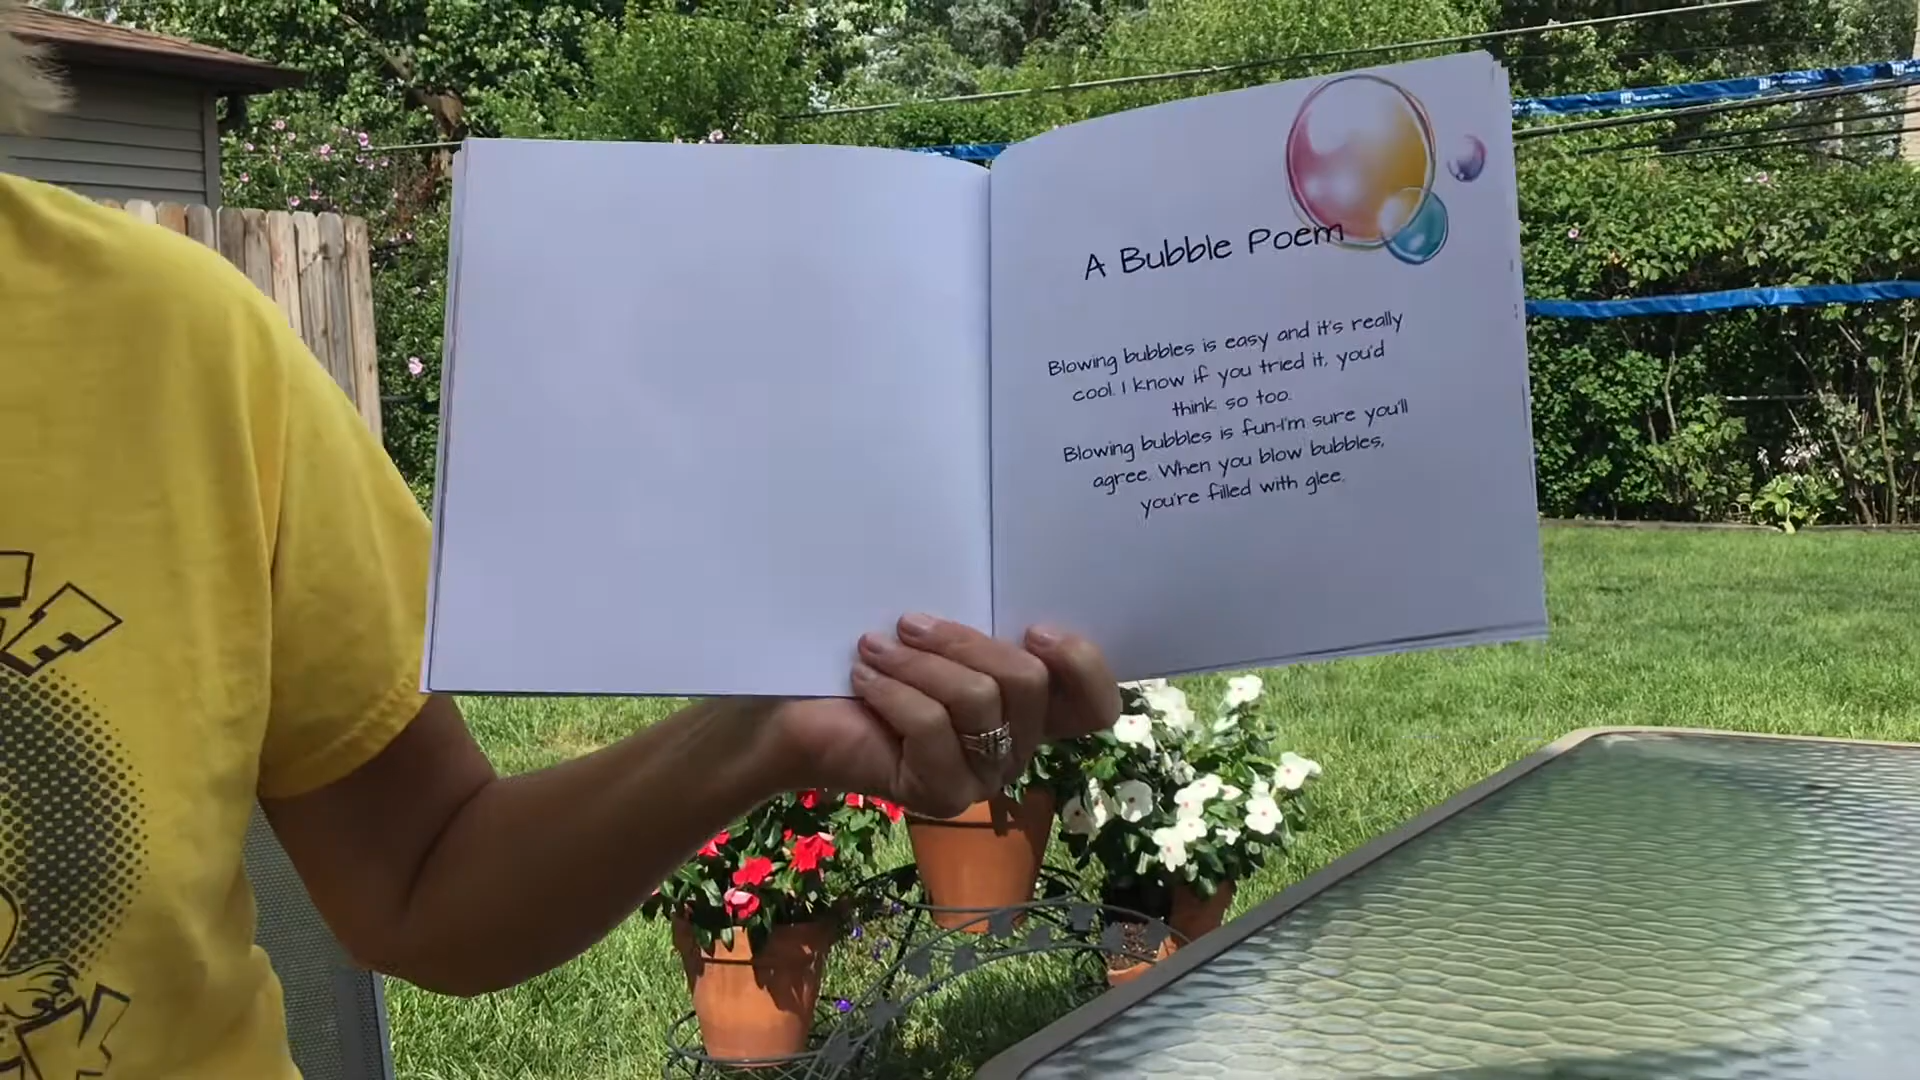 A Bubble Poem
Blowing bubbles is easy and it's really
cool. I know if you tried it, you'd
think so too.
Blowing bubbles is fun-I'm sure you'll
agree. When you blow bubbles,
you're filled with glee.